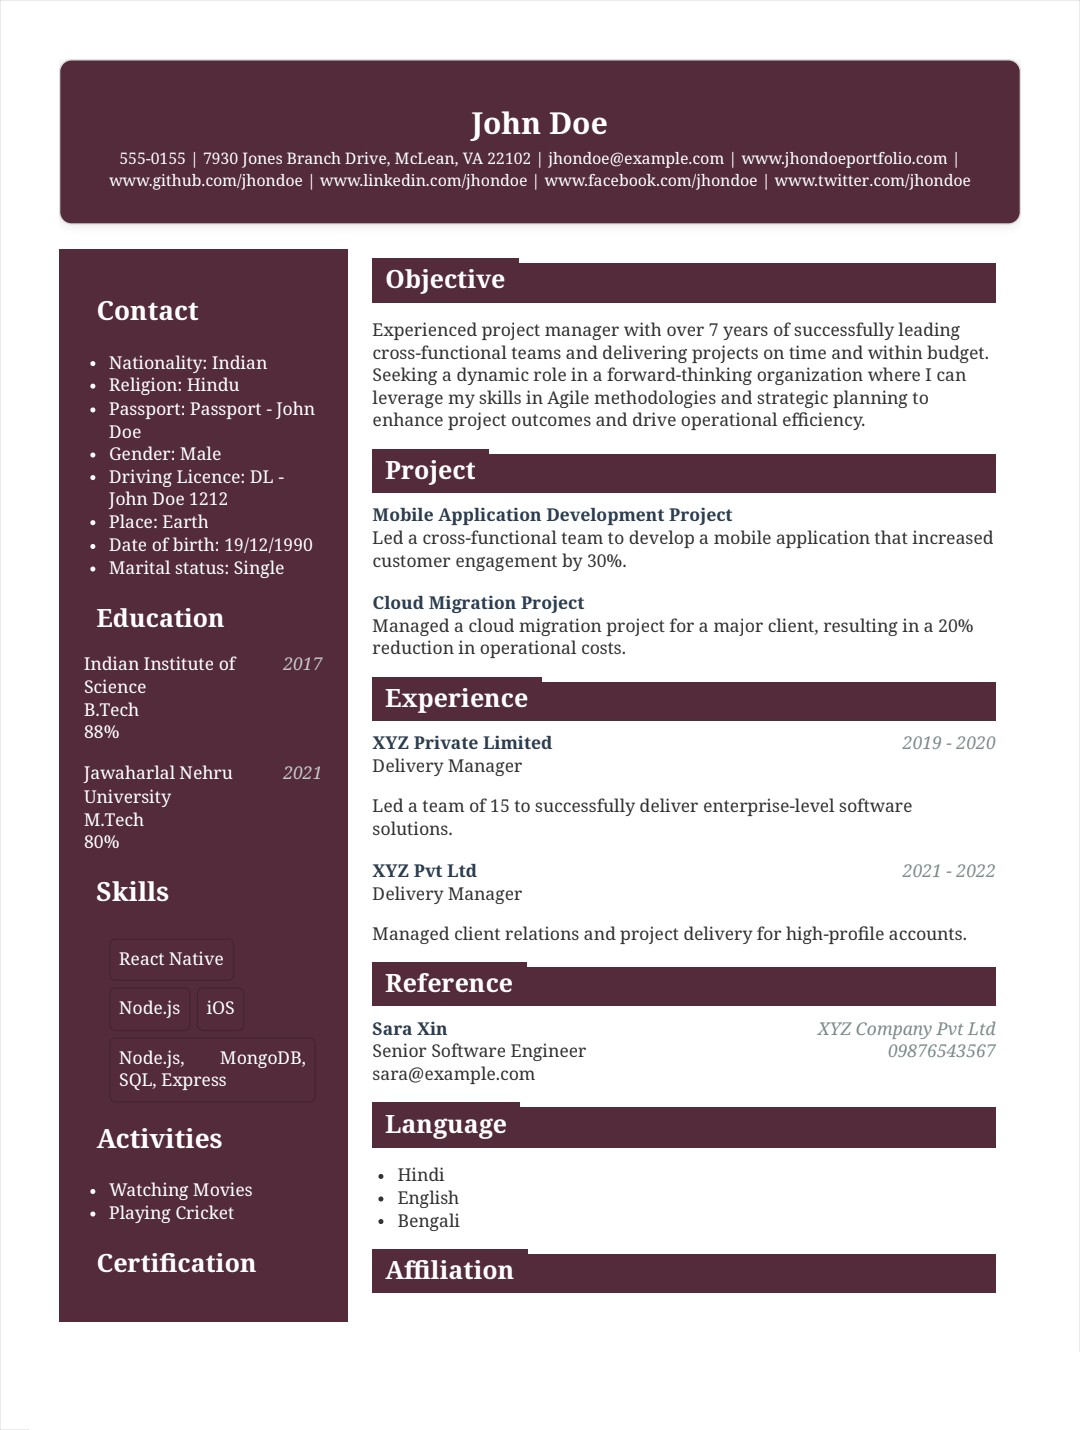 John Doe
555-0155 | 7930 Jones Branch Drive, McLean, VA 22102 | jhondoe@example.com | www.jhondoeportfolio.com |
www.github.com/jhondoe | www.linkedin.com/jhondoe | www.facebook.com/jhondoe | www.twitter.com/jhondoe
Contact
• Nationality: Indian
• Religion: Hindu
• Passport: Passport - John
Doe
• Gender: Male
• Driving Licence: DL -
John Doe 1212
• Place: Earth
• Date of birth: 19/12/1990
• Marital status: Single
Education
Indian Institute of 2017
Science
B.Tech
88%
Jawaharlal Nehru 2021
University
M.Tech
80%
Skills
React Native
Node.js iOS
Node.js, MongoDB,
SQL, Express
Activities
• Watching Movies
• Playing Cricket
Certification
Objective
Experienced project manager with over 7 years of successfully leading
cross-functional teams and delivering projects on time and within budget.
Seeking a dynamic role in a forward-thinking organization where I can
leverage my skills in Agile methodologies and strategic planning to
enhance project outcomes and drive operational efficiency.
Project
Mobile Application Development Project
Led a cross-functional team to develop a mobile application that increased
customer engagement by 30%.
Cloud Migration Project
Managed a cloud migration project for a major client, resulting in a 20%
reduction in operational costs.
Experience
XYZ Private Limited 2019 - 2020
Delivery Manager
Led a team of 15 to successfully deliver enterprise-level software
solutions.
XYZ Pvt Ltd 2021 - 2022
Delivery Manager
Managed client relations and project delivery for high-profile accounts.
Reference
Sara Xin XYZ Company Pvt Ltd
Senior Software Engineer 09876543567
sara@example.com
Language
• Hindi
• English
• Bengali
Affiliation